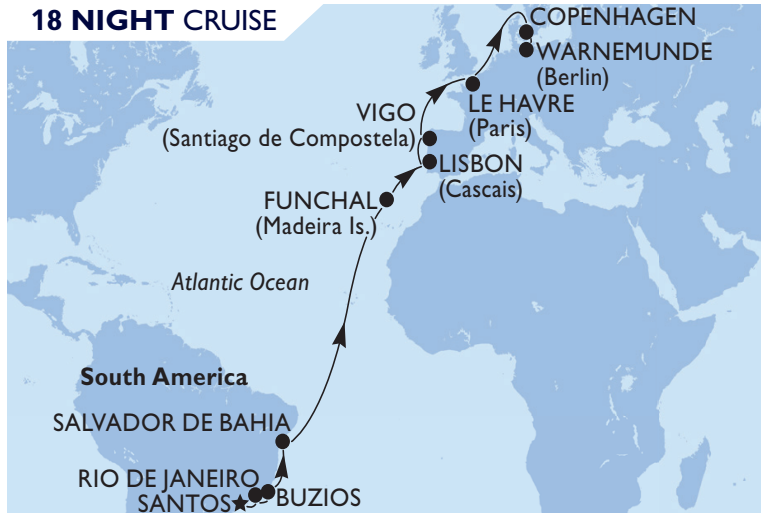 18 NIGHT CRUISE
COPENHAGEN
WARNEMUNDE
(Berlin)
LE HAVRE
(Paris)
VIGO
(Santiago de Compostela)
LISBON
(Cascais)
FUNCHAL
(Madeira Is.)
Atlantic Ocean
South America
SALVADOR DE BAHIA
RIO DE JANEIRO
SANTOS
BUZIOS